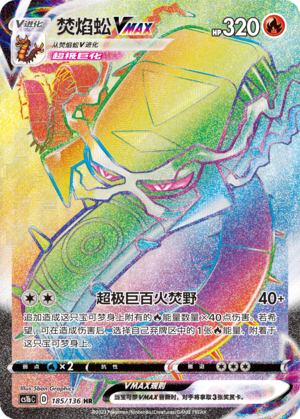 V进化
焚焰蚣VMAX
HP320
从焚焰蚣V进化
超极巨化
超极巨百火焚野 40+
追加造成这只宝可梦身上附有的能量数量×40点伤害。若希
望，可在造成伤害后一选择自己弃牌区中的1张能量，附
于这只宝可梦身上。
弱点 ×2 抗性 撤退
Illus. 5ban Graphics
CS1b C D 185/136 HR
VMAX规则
当宝可梦VMAX昏厥时，对手将拿取3张奖赏卡。